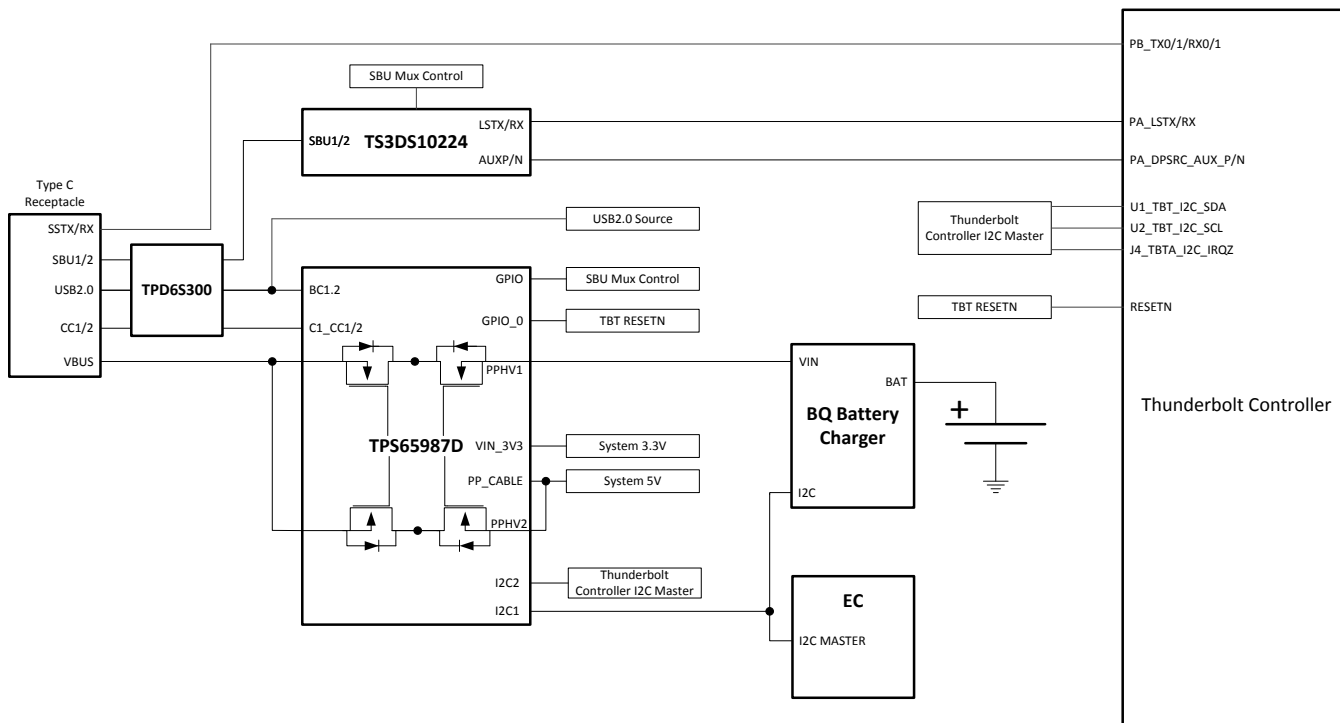 PB_TX0/1/RX0/1
SBU Mux Control
SBU1/2
TS3DS10224
LSTX/RX
AUXP/N
PA_LSTX/RX
PA_DPSRC_AUX_P/N
Type C
Receptacle
SSTX/RX
SBU1/2
USB2.0
CC1/2
VBUS
TPD6S300
USB2.0 Source
Thunderbolt
Controller I2C Master
U1_TBT_I2C_SDA
U2_TBT_I2C_SCL
J4_TBTA_I2C_IRQZ
BC1.2
C1_CC1/2
GPIO
SBU Mux Control
GPIO_0
TBT RESETN
TBT RESETN
RESETN
PPHV1
TPS65987D
VIN_3V3
System 3.3V
PP_CABLE
System 5V
PPHV2
I2C2
Thunderbolt
Controller I2C Master
I2C1
VIN
BAT
BQ Battery
Charger
I2C
+
Thunderbolt Controller
EC
I2C MASTER